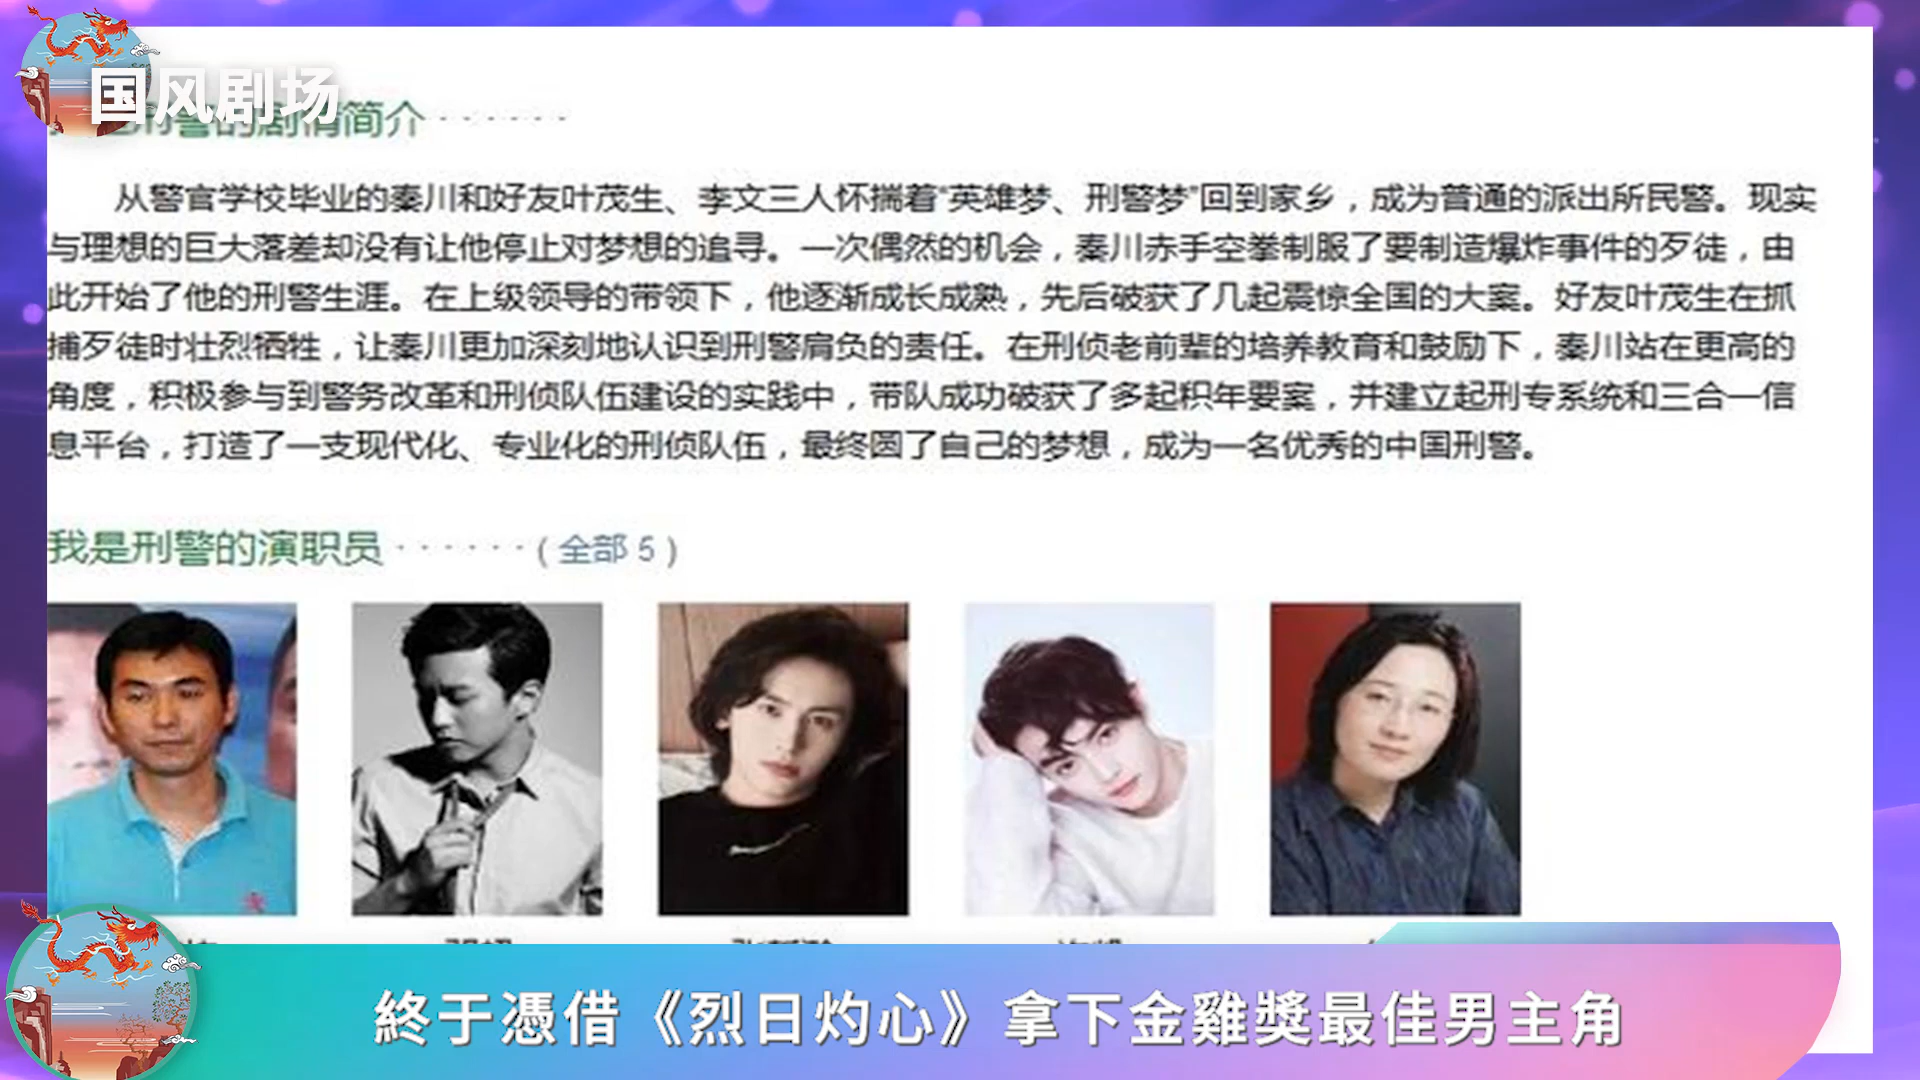 国风剧场
警的剧情简介 · · · · · ·
从警官学校毕业的秦川和好友叶茂生、李文三人怀揣着“英雄梦、刑警梦”回到家乡，成为普通的派出所民警。现实
与理想的巨大落差却没有让他停止对梦想的追寻。一次偶然的机会，秦川赤手空拳制服了要制造爆炸事件的歹徒，由
此开始了他的刑警生涯。在上级领导的带领下，他逐渐成长成熟，先后破获了几起震惊全国的大案。好友叶茂生在抓
捕歹徒时壮烈牺牲，让秦川更加深刻地认识到刑警肩负的责任。在刑侦老前辈的培养教育和鼓励下，秦川站在更高的
角度，积极参与到警务改革和刑侦队伍建设的实践中，带队成功破获了多起积年要案，并建立起刑专系统和三合一信
息平台，打造了一支现代化、专业化的刑侦队伍，最终圆了自己的梦想，成为一名优秀的中国刑警。
我是刑警的演职员 · · · · · · ( 全部 5 )
終于憑借《烈日灼心》拿下金雞獎最佳男主角